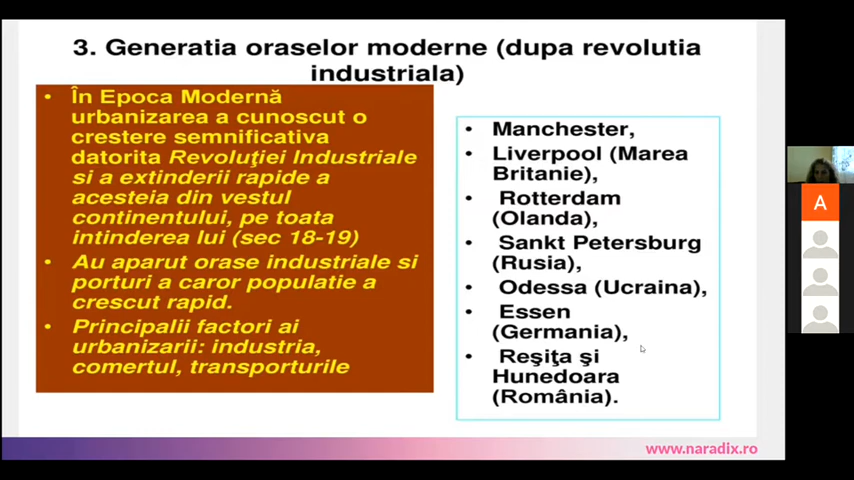 3. Generatia oraselor moderne (dupa revolutia
industriala)
• În Epoca Modernă
urbanizarea a cunoscut o
crestere semnificativa
datorita Revoluţiei Industriale
si a extinderii rapide a
acesteia din vestul
continentului, pe toata
intinderea lui (sec 18-19)
• Au aparut orase industriale si
porturi a caror populatie a
crescut rapid.
• Principalii factori ai
urbanizarii: industria,
comertul, transporturile
• Manchester,
• Liverpool (Marea
Britanie),
• Rotterdam
(Olanda),
• Sankt Petersburg
(Rusia),
• Odessa (Ucraina),
• Essen
(Germania),
• Reşiţa şi
Hunedoara
(România).
A
www.naradix.ro